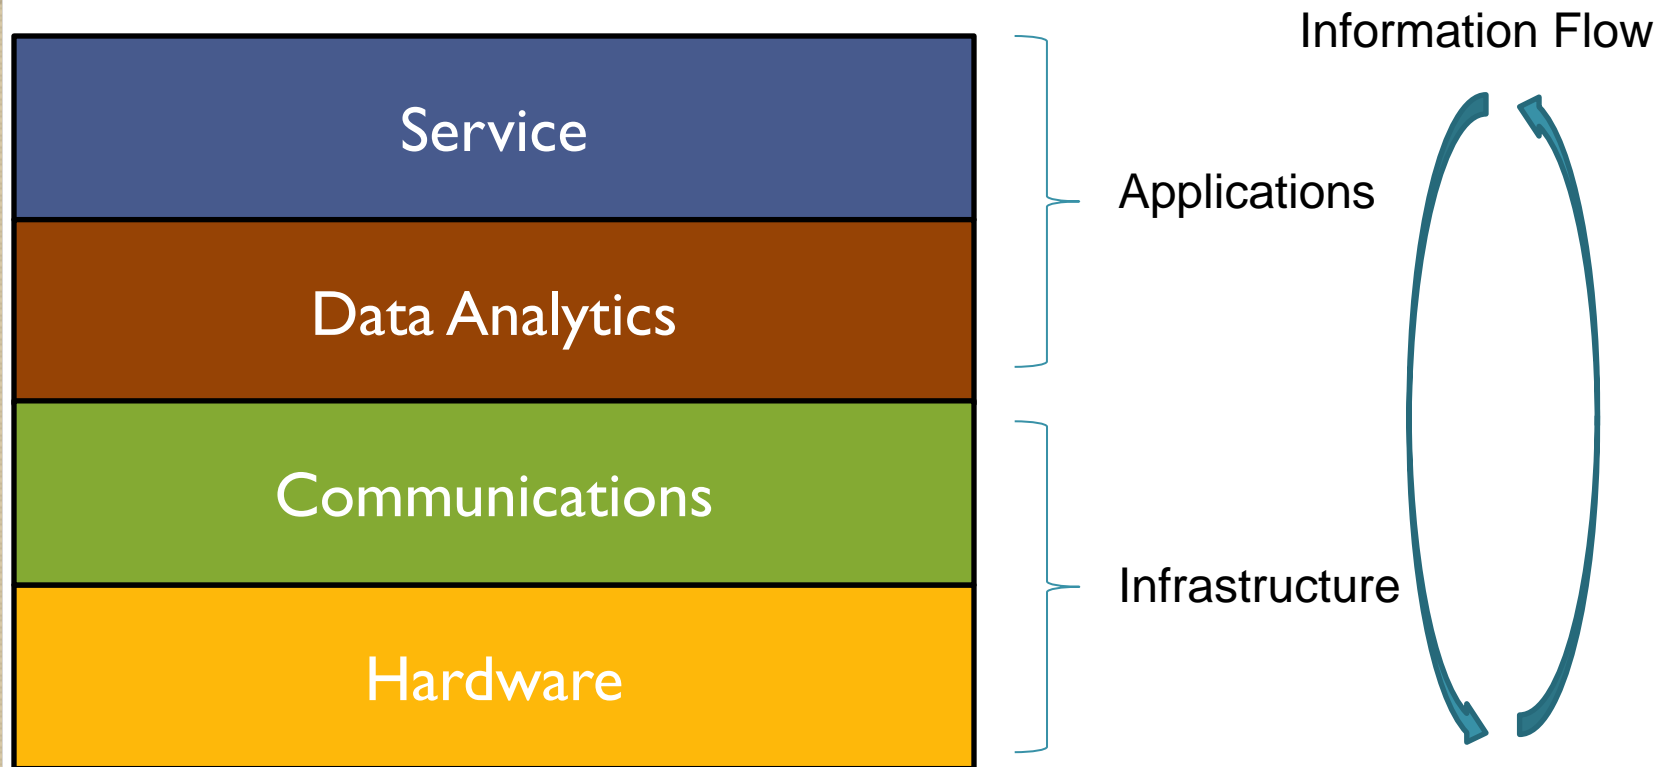 Information Flow
Service
Applications
Data Analytics
Communications
Infrastructure
Hardware